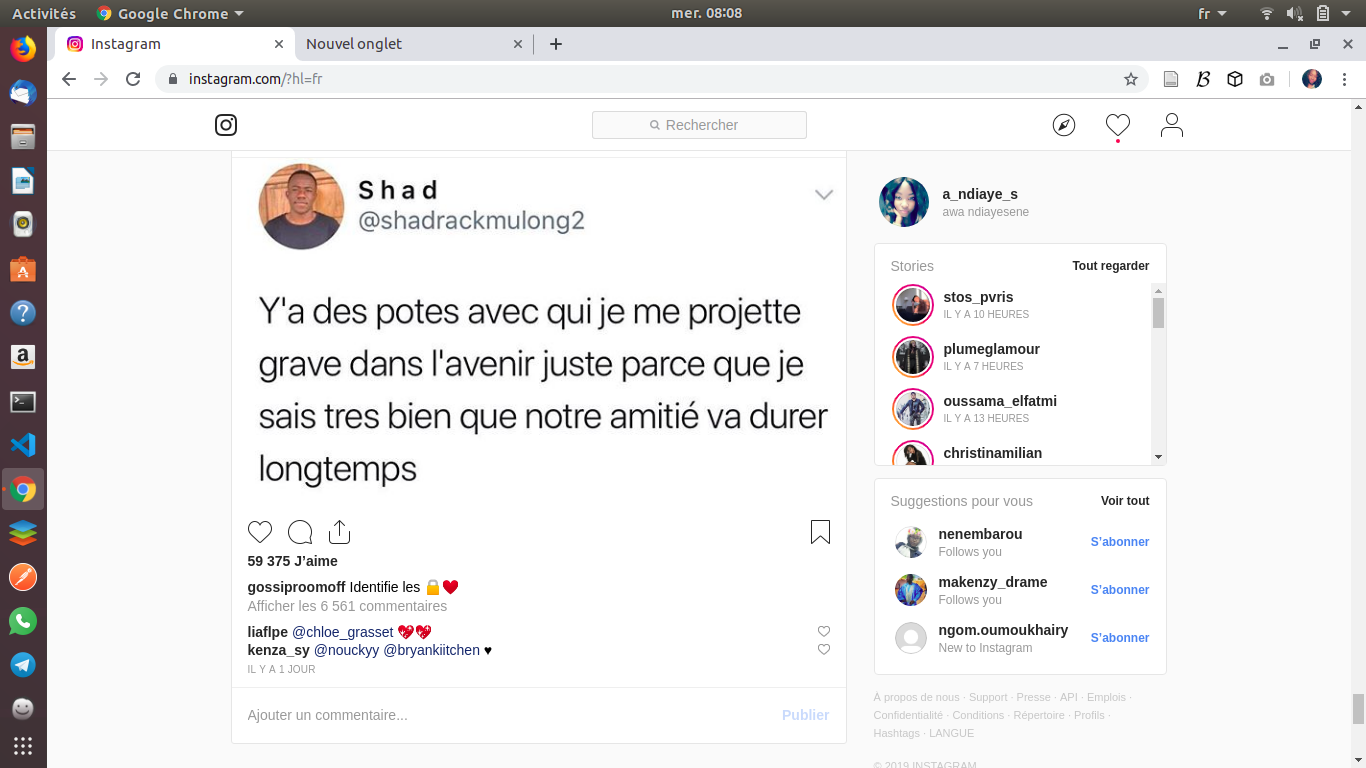 Activités
Google Chrome
mer. 08:08
fr
Instagram
Nouvel onglet
instagram.com/?hl=fr
Rechercher
S h a d
@shadrackmulong2
Y'a des potes avec qui je me projette
grave dans l'avenir juste parce que je
sais tres bien que notre amitié va durer
longtemps
59 375 J'aime
gossiproomoff Identifie les 🔒❤️
Afficher les 6 561 commentaires
liaflpe @chloe_grasset 💖💖
kenza_sy @nouckyy @bryankiitchen ♥
IL Y A 1 JOUR
Ajouter un commentaire...
Publier
a_ndiaye_s
awa ndiayesene
Stories
Tout regarder
stos_pvris
IL Y A 10 HEURES
plumeglamour
IL Y A 7 HEURES
oussama_elfatmi
IL Y A 13 HEURES
christinamilian
Suggestions pour vous
Voir tout
nenembarou
Follows you
S'abonner
makenzy_drame
Follows you
S'abonner
ngom.oumoukhairy
New to Instagram
S'abonner
À propos de nous · Support · Presse · API · Emplois ·
Confidentialité · Conditions · Répertoire · Profils ·
Hashtags · LANGUE
© 2019 INSTAGRAM